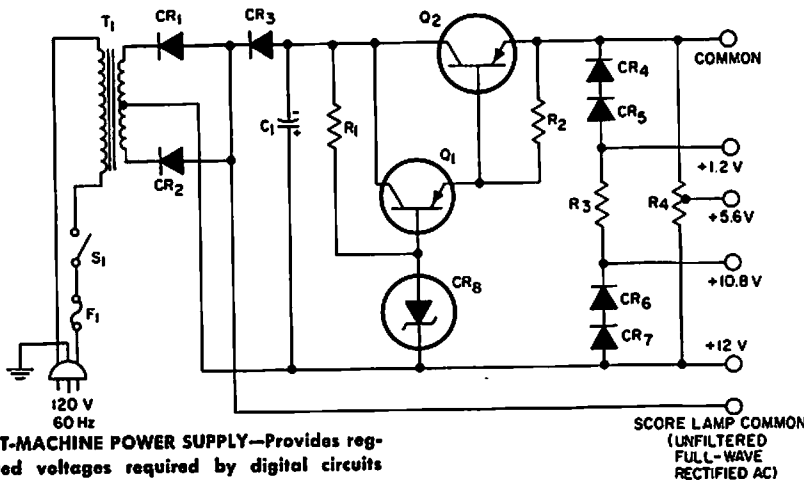 T1
CR1
CR3
Q2
COMMON
CR4
CR5
C1
R1
R2
CR2
+1.2 V
Q1
R3
R4
+5.6V
S1
+10.8 V
CR8
CR6
F1
CR7
+12 V
120 V
60 Hz
SCORE LAMP COMMON
(UNFILTERED
FULL-WAVE
RECTIFIED AC)
T-MACHINE POWER SUPPLY—Provides reg-
ed voltages required by digital circuits